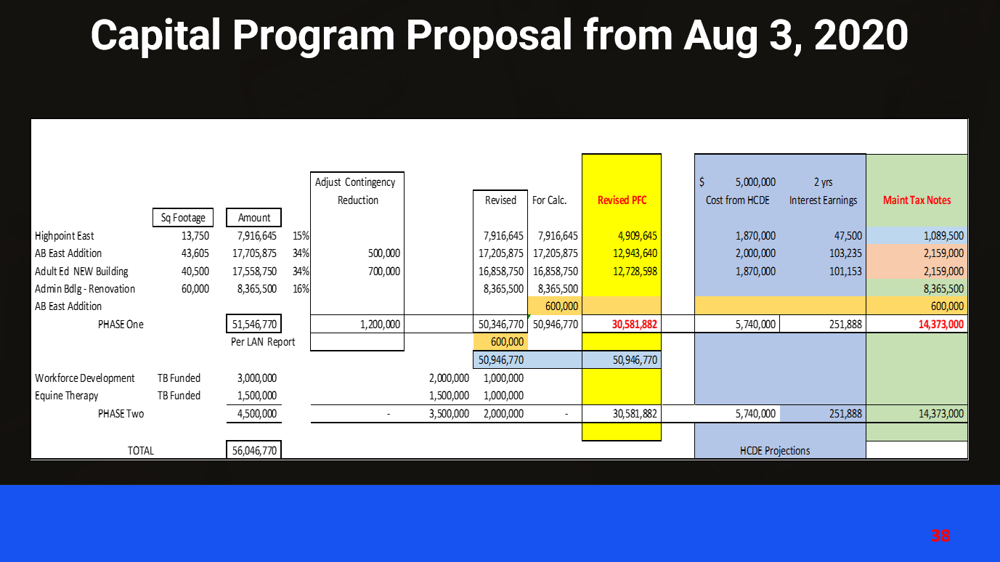 Capital Program Proposal from Aug 3, 2020
Adjust Contingency $ 5,000,000 2 yrs
Reduction Revised For Calc. Revised PFC Cost from HCDE Interest Earnings Maint Tax Notes
Sq Footage Amount
Highpoint East 13,750 7,916,645 15% 7,916,645 7,916,645 4,909,645 1,870,000 47,500 1,089,500
AB East Addition 43,605 17,705,875 34% 500,000 17,205,875 17,205,875 12,943,640 2,000,000 103,235 2,159,000
Adult Ed NEW Building 40,500 17,558,750 34% 700,000 16,858,750 16,858,750 12,728,598 1,870,000 101,153 2,159,000
Admin Bdlg - Renovation 60,000 8,365,500 16% 8,365,500 8,365,500 8,365,500
AB East Addition 600,000 600,000
PHASE One 51,546,770 1,200,000 50,346,770 50,946,770 30,581,882 5,740,000 251,888 14,373,000
Per LAN Report 600,000
50,946,770 50,946,770
Workforce Development TB Funded 3,000,000 2,000,000 1,000,000
Equine Therapy TB Funded 1,500,000 1,500,000 1,000,000
PHASE Two 4,500,000 - 3,500,000 2,000,000 - 30,581,882 5,740,000 251,888 14,373,000
TOTAL 56,046,770 HCDE Projections
38